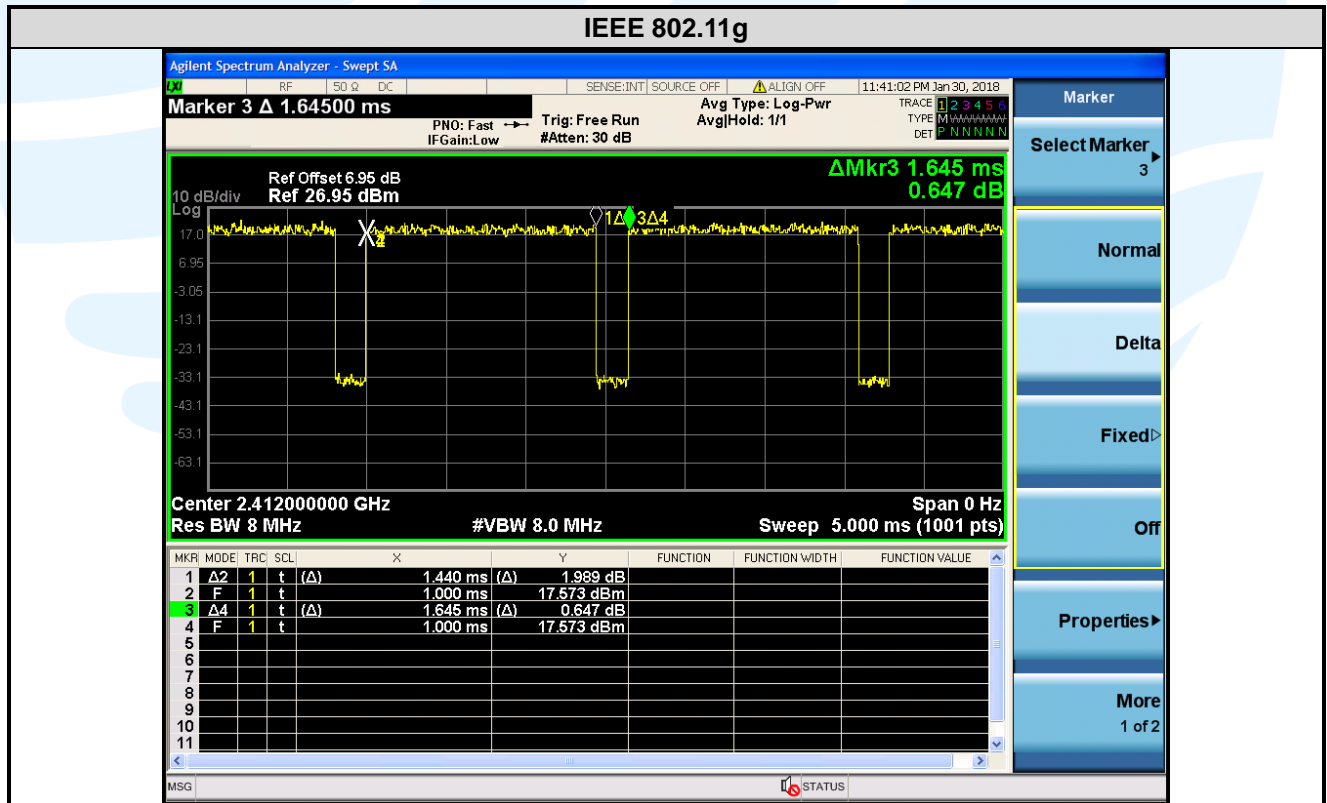 IEEE 802.11g
Agilent Spectrum Analyzer - Swept SA
LXI RF 50 Ω DC SENSE:INT SOURCE OFF ALIGN OFF 11:41:02 PM Jan 30, 2018
Marker 3 Δ 1.64500 ms
PNO: Fast
IFGain:Low
Trig: Free Run
#Atten: 30 dB
Avg Type: Log-Pwr
Avg|Hold: 1/1
TRACE 1 2 3 4 5 6
TYPE M WWWWW
DET P N N N N N
Ref Offset 6.95 dB
10 dB/div Ref 26.95 dBm
Log
ΔMkr3 1.645 ms
0.647 dB
1Δ 3Δ4
17.0
6.95
-3.05
-13.1
-23.1
-33.1
-43.1
-53.1
-63.1
Center 2.412000000 GHz Span 0 Hz
Res BW 8 MHz #VBW 8.0 MHz Sweep 5.000 ms (1001 pts)
MKR MODE TRC SCL X Y FUNCTION FUNCTION WIDTH FUNCTION VALUE
1 Δ2 1 t (Δ) 1.440 ms (Δ) 1.989 dB
2 F 1 t 1.000 ms 17.573 dBm
3 Δ4 1 t (Δ) 1.645 ms (Δ) 0.647 dB
4 F 1 t 1.000 ms 17.573 dBm
5
6
7
8
9
10
11
MSG STATUS
Marker
Select Marker
3
Normal
Delta
Fixed
Off
Properties
More
1 of 2